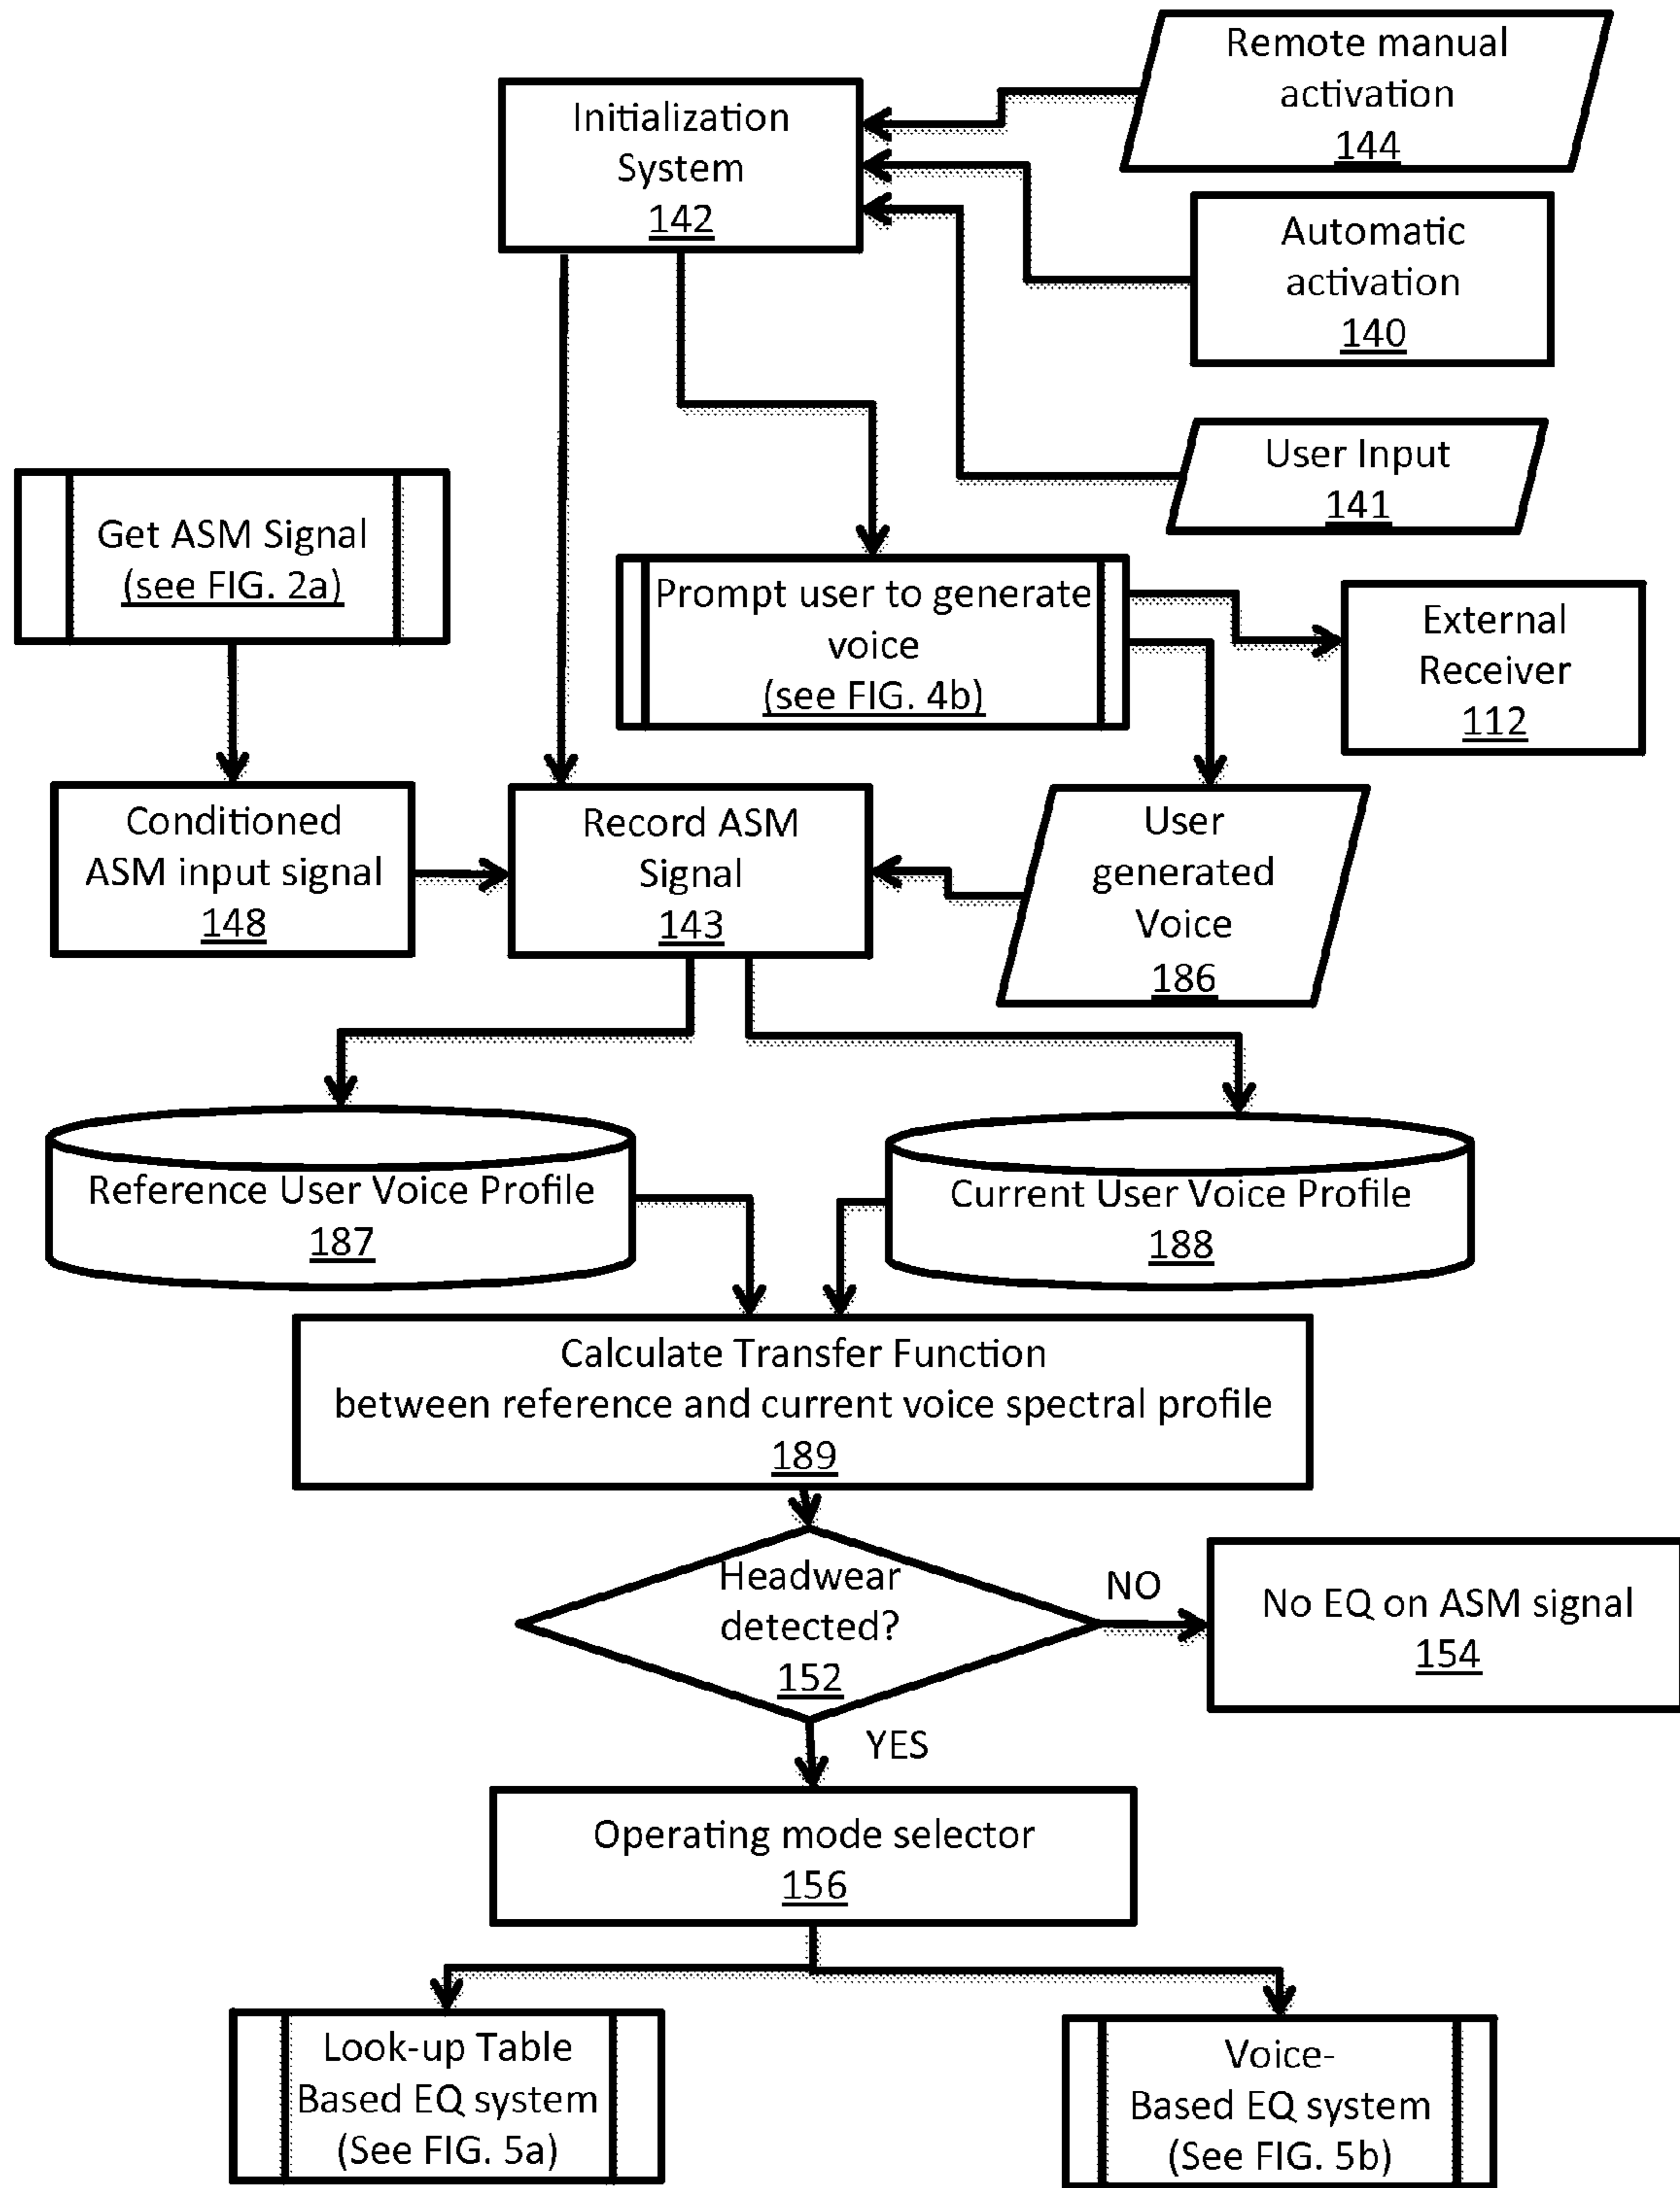 Remote manual
activation
144
Initialization
System
142
Automatic
activation
140
User Input
141
Get ASM Signal
(see FIG. 2a)
Prompt user to generate
voice
(see FIG. 4b)
External
Receiver
112
Conditioned
ASM input signal
148
Record ASM
Signal
143
User
generated
Voice
186
Reference User Voice Profile
187
Current User Voice Profile
188
Calculate Transfer Function
between reference and current voice spectral profile
189
Headwear
detected?
152
NO
No EQ on ASM signal
154
YES
Operating mode selector
156
Look-up Table
Based EQ system
(See FIG. 5a)
Voice-
Based EQ system
(See FIG. 5b)